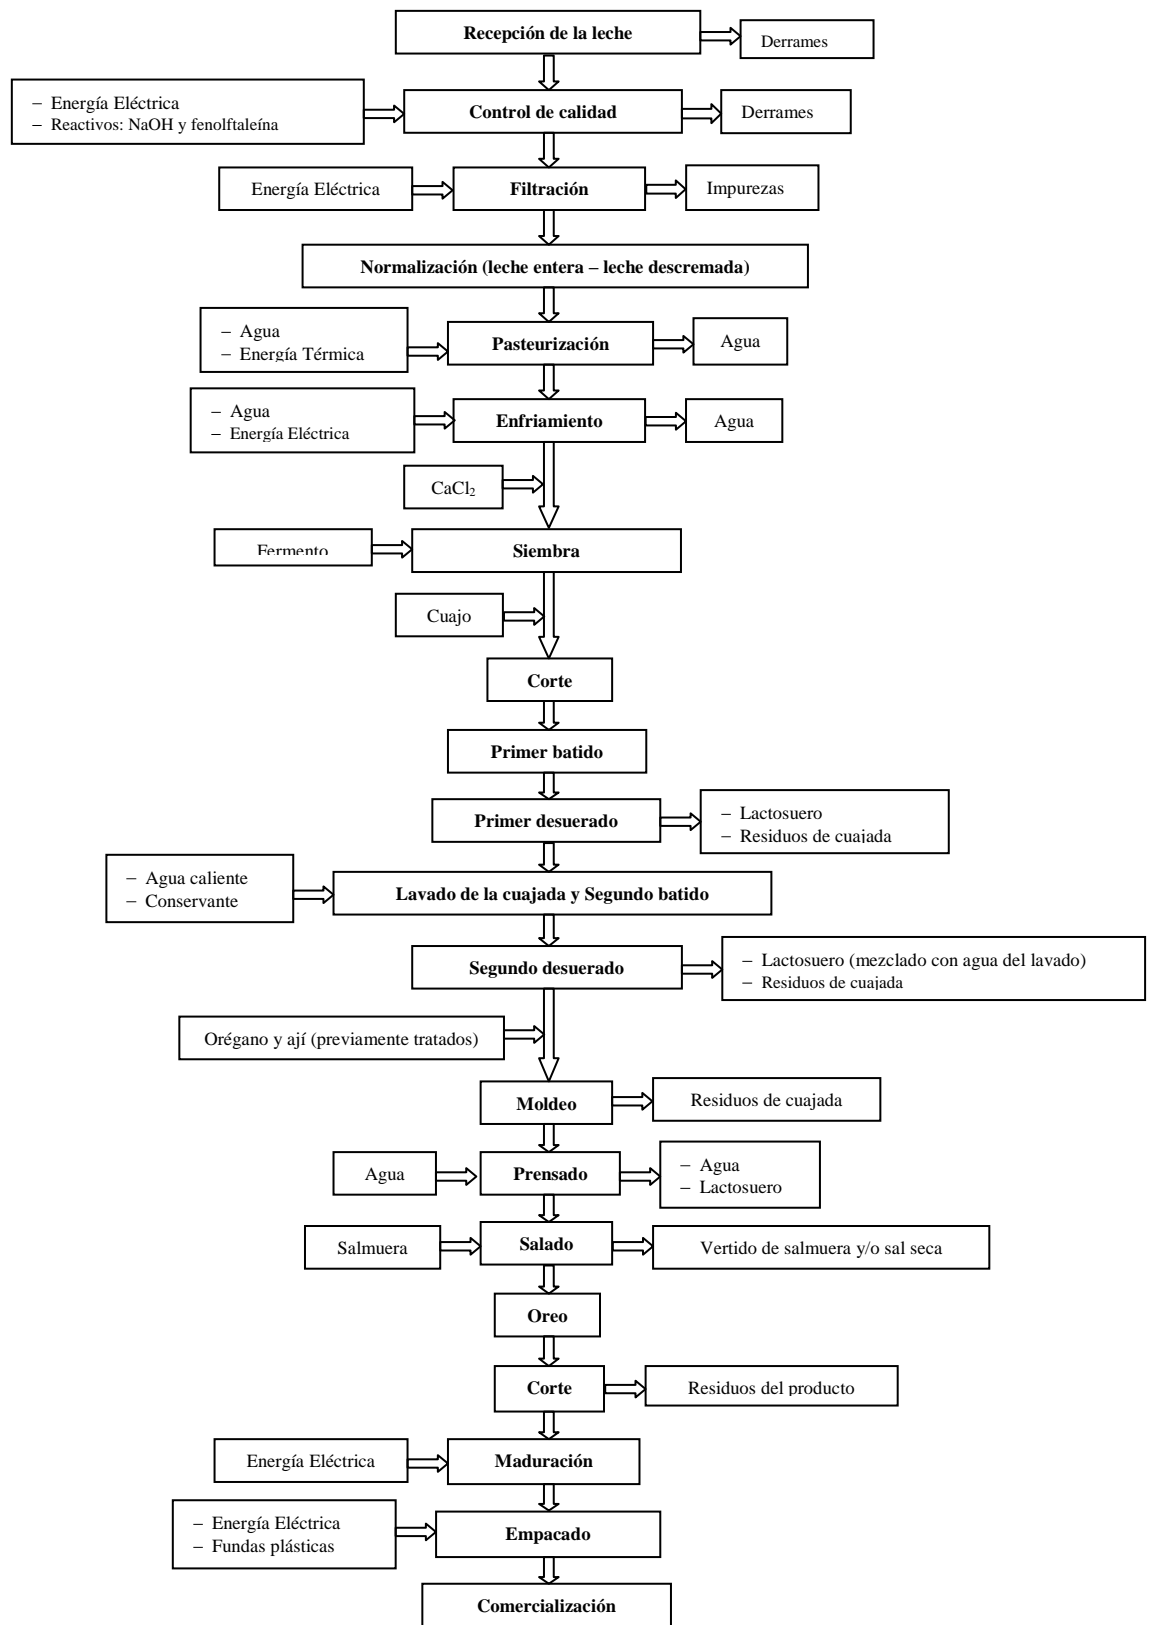 Recepción de la leche
Derrames
– Energía Eléctrica
– Reactivos: NaOH y fenolftaleína
Control de calidad
Derrames
Energía Eléctrica
Filtración
Impurezas
Normalización (leche entera – leche descremada)
– Agua
– Energía Térmica
Pasteurización
Agua
– Agua
– Energía Eléctrica
Enfriamiento
Agua
CaCl₂
Fermento
Siembra
Cuajo
Corte
Primer batido
Primer desuerado
– Lactosuero
– Residuos de cuajada
– Agua caliente
– Conservante
Lavado de la cuajada y Segundo batido
Segundo desuerado
– Lactosuero (mezclado con agua del lavado)
– Residuos de cuajada
Orégano y ají (previamente tratados)
Moldeo
Residuos de cuajada
Agua
Prensado
– Agua
– Lactosuero
Salmuera
Salado
Vertido de salmuera y/o sal seca
Oreo
Corte
Residuos del producto
Energía Eléctrica
Maduración
– Energía Eléctrica
– Fundas plásticas
Empacado
Comercialización